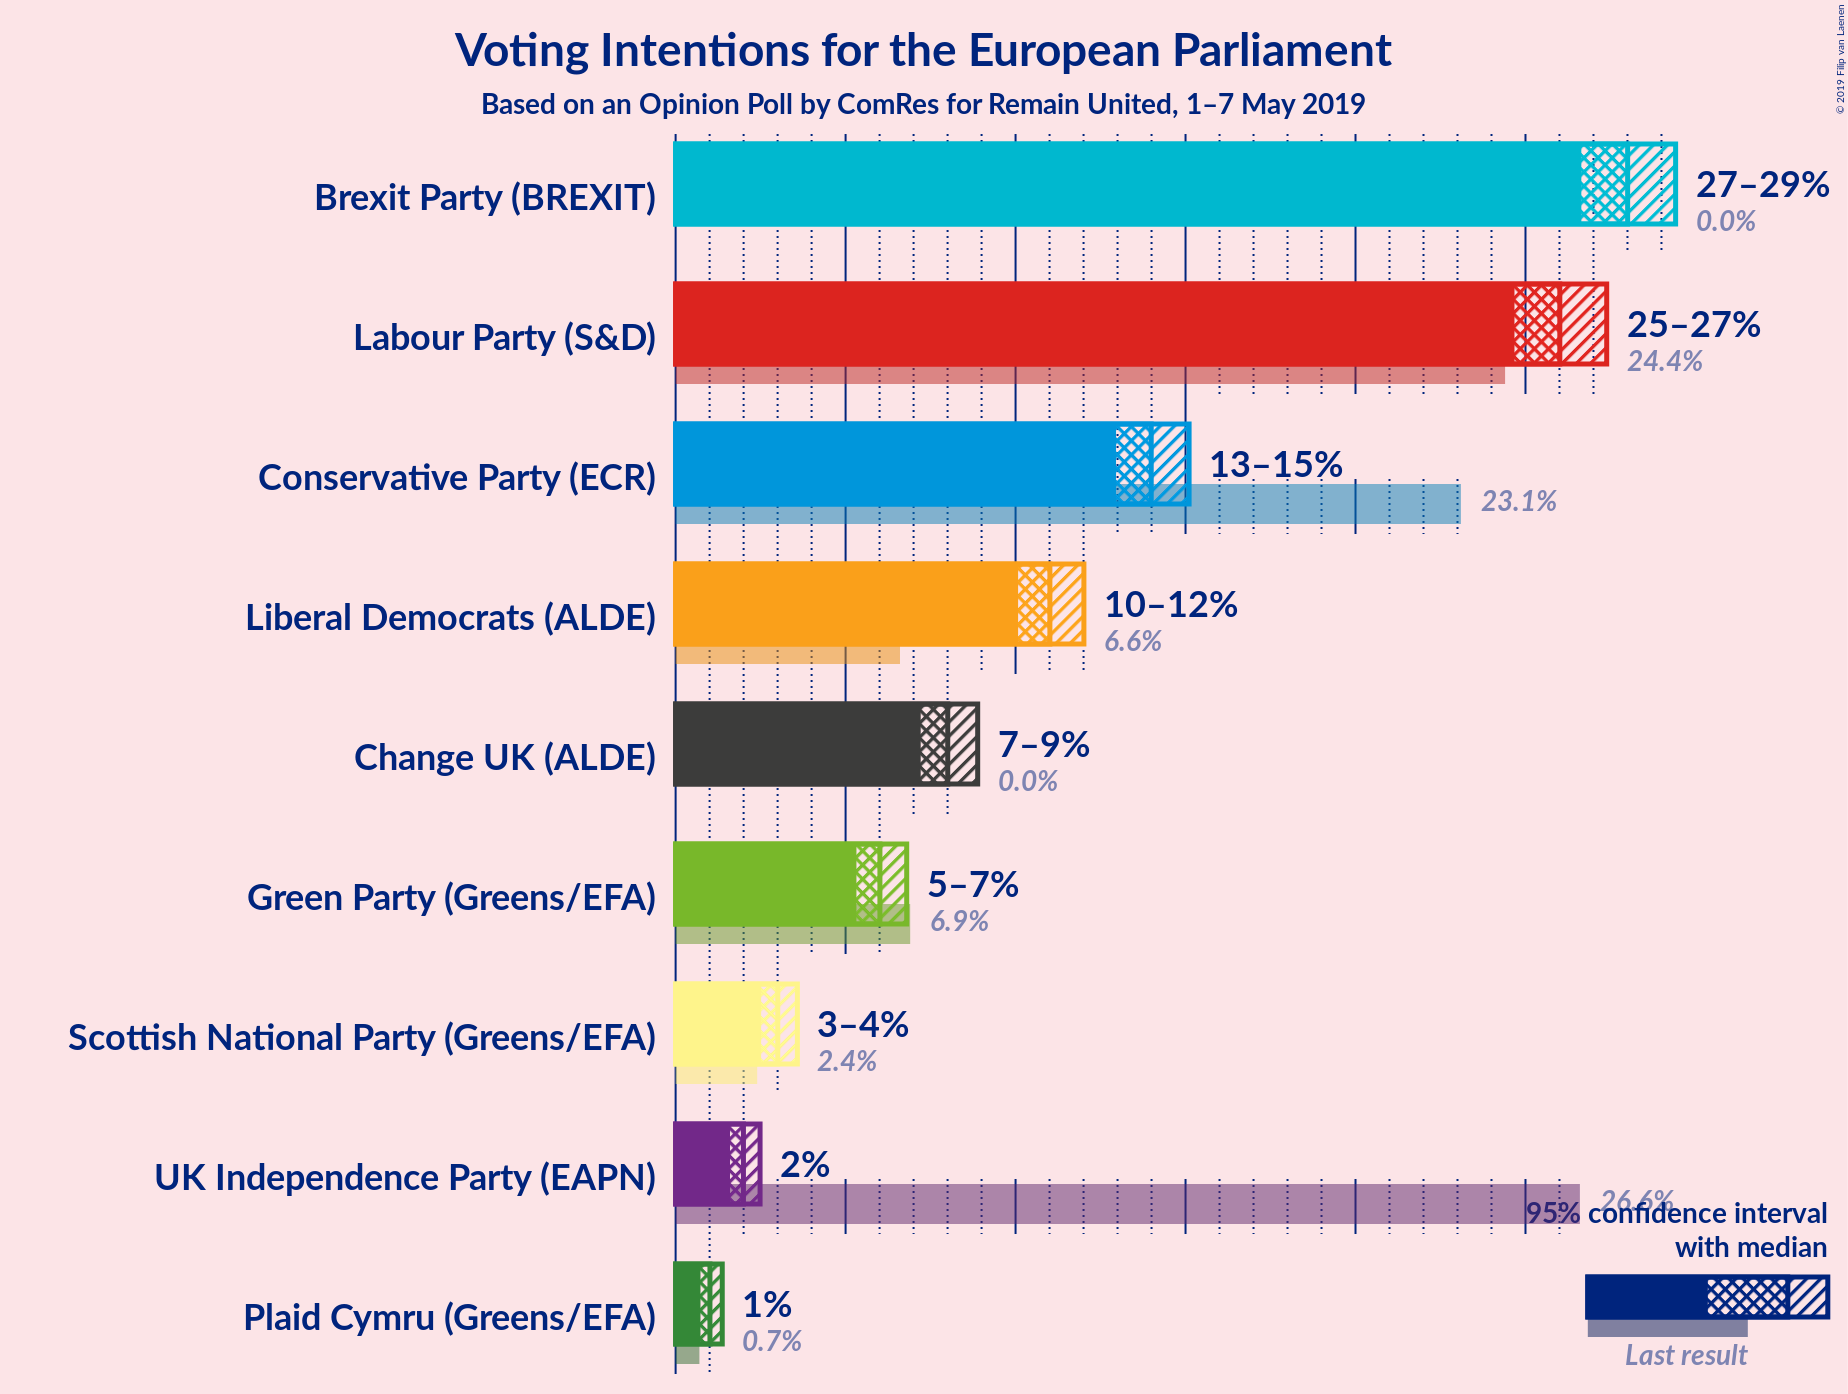 Voting Intentions for the European Parliament
Based on an Opinion Poll by ComRes for Remain United, 1–7 May 2019
© 2019 Filip van Laenen
Brexit Party (BREXIT)
27–29%
0.0%
Labour Party (S&D)
25–27%
24.4%
Conservative Party (ECR)
13–15%
23.1%
Liberal Democrats (ALDE)
10–12%
6.6%
Change UK (ALDE)
7–9%
0.0%
Green Party (Greens/EFA)
5–7%
6.9%
Scottish National Party (Greens/EFA)
3–4%
2.4%
UK Independence Party (EAPN)
2%
26.6%
Plaid Cymru (Greens/EFA)
1%
0.7%
95% confidence interval
with median
Last result